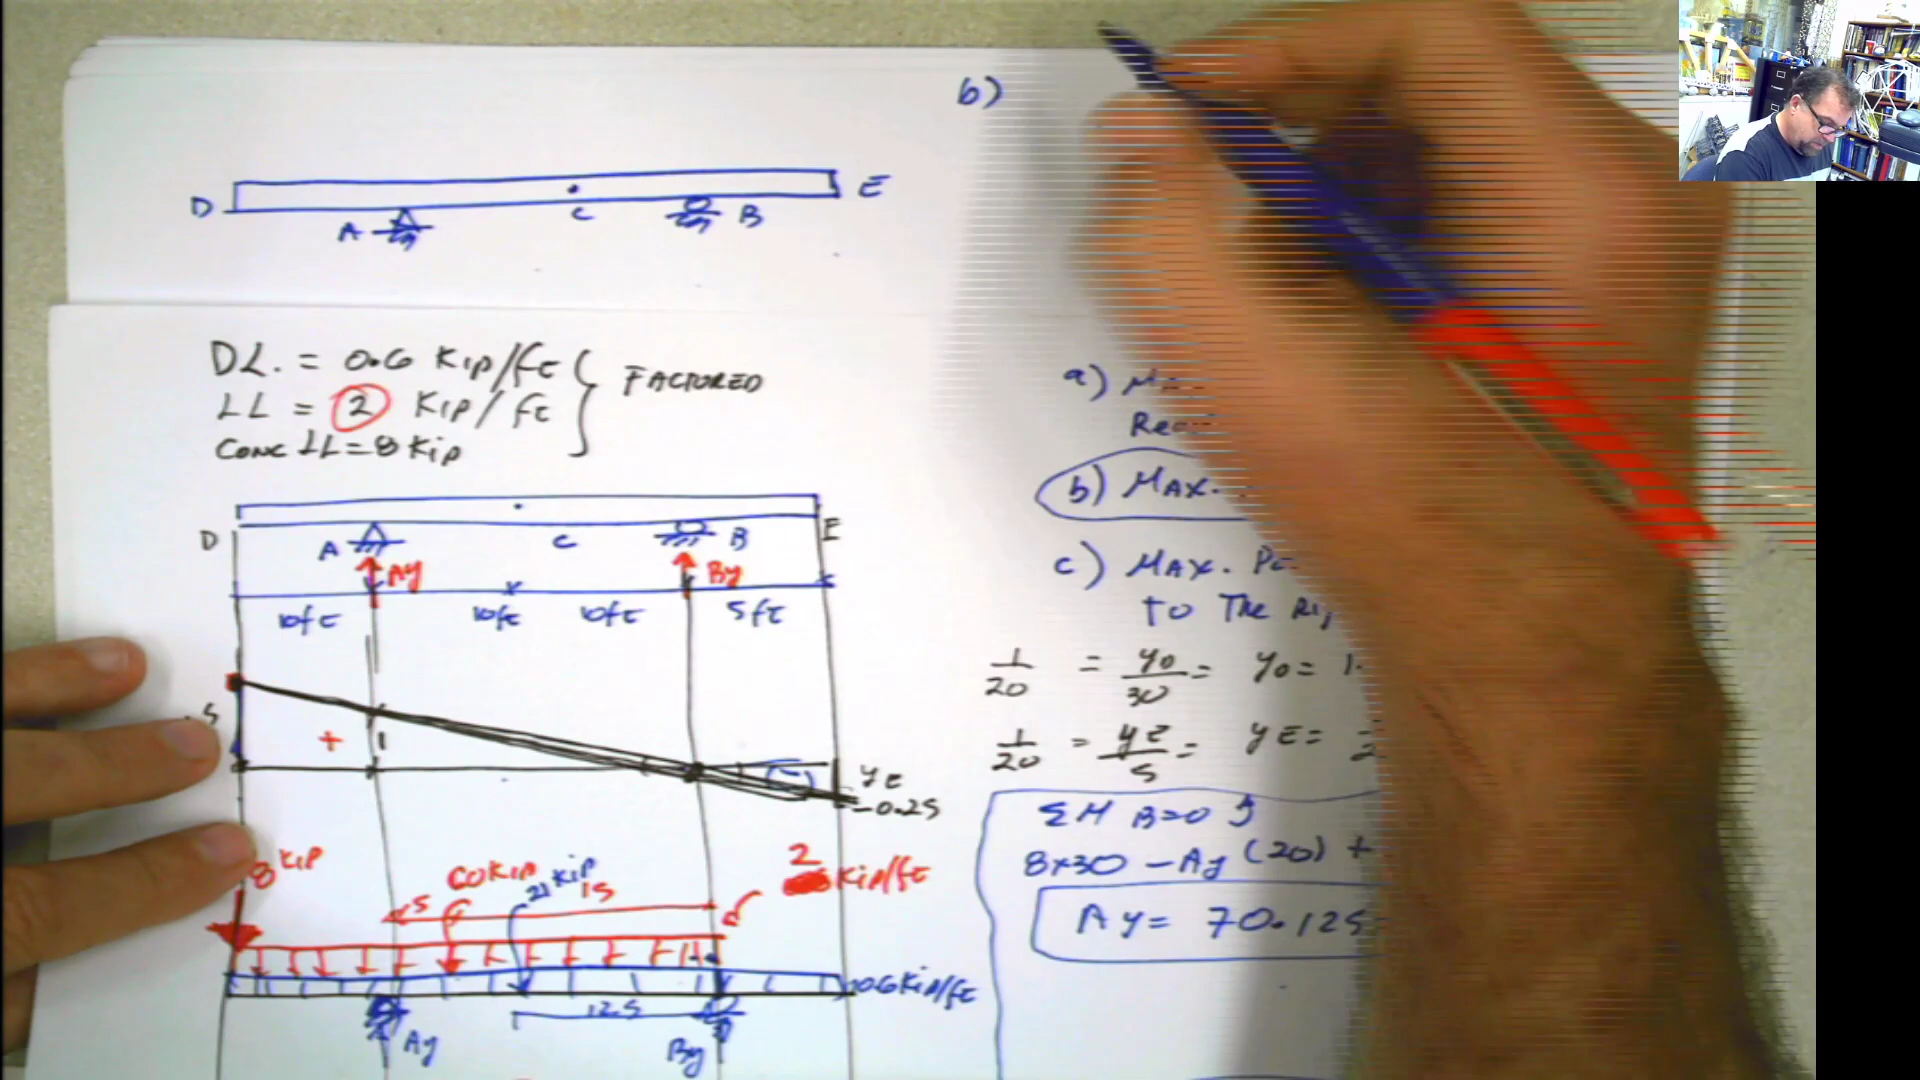 b)
D
E
A
C
B
DL. = 0.6 Kip/ft
LL = 2 Kip/ft
CONC LL = 8 Kip
FACTORED
D
A
C
B
E
Ay
By
10ft
10ft
10ft
5ft
+
1
yE
-0.25
8 Kip
60 Kip
21 Kip
5
15
2
Kip/ft
0.6 Kip/ft
12.5
Ay
By
a)
b) MAX.
c) MAX.
to The
1/20 = yD/30 = yD =
1/20 = yE/5 = yE =
ΣM B=0
8x30 - Ay (20) +
Ay = 70.125